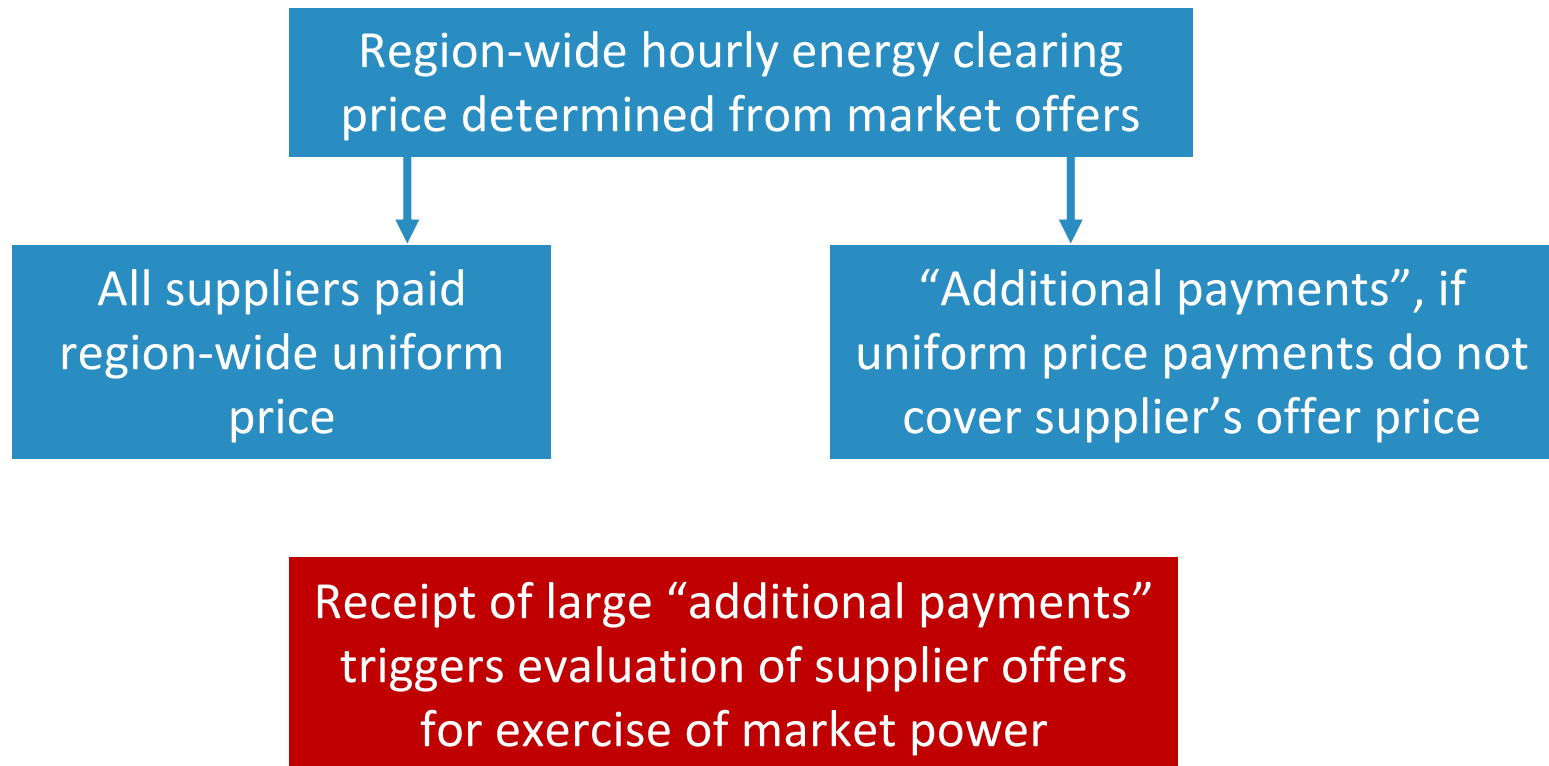 Region-wide hourly energy clearing
price determined from market offers
All suppliers paid
region-wide uniform
price
“Additional payments”, if
uniform price payments do not
cover supplier’s offer price
Receipt of large “additional payments”
triggers evaluation of supplier offers
for exercise of market power